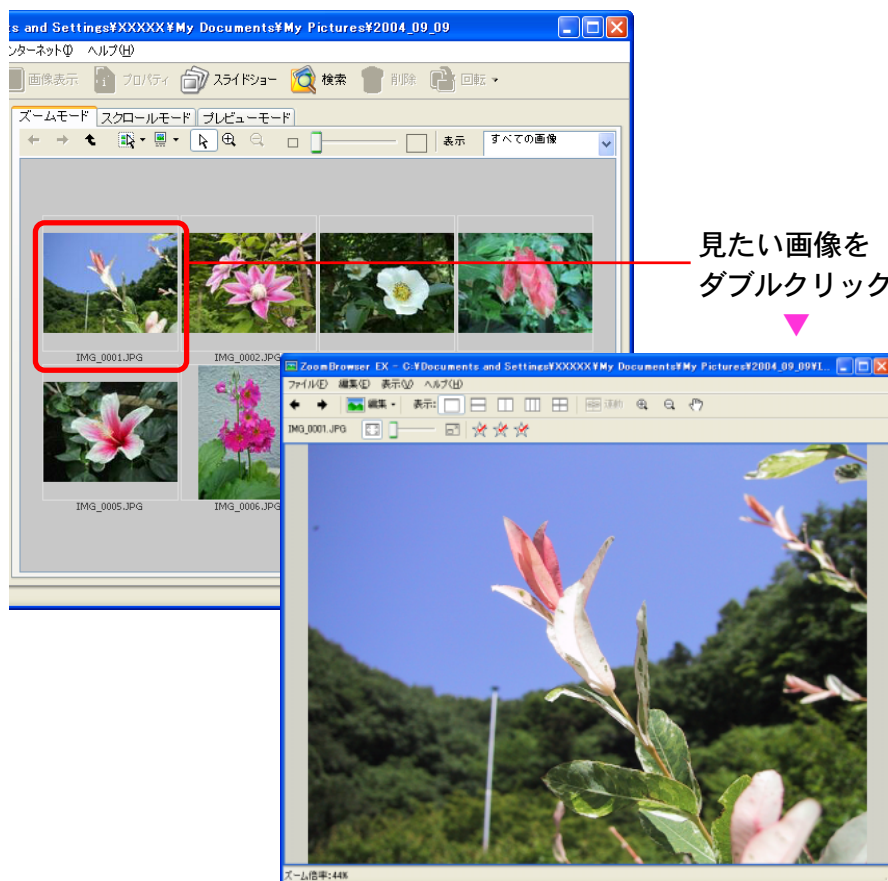 s and Settings¥XXXXX¥My Documents¥My Pictures¥2004_09_09
ンターネット(I) ヘルプ(H)
画像表示 プロパティ スライドショー 検索 削除 回転
ズームモード スクロールモード プレビューモード
表示 すべての画像
見たい画像を
ダブルクリック
IMG_0001.JPG IMG_0002.JPG
ZoomBrowser EX - C:¥Documents and Settings¥XXXXX¥My Documents¥My Pictures¥2004_09_09¥I...
ファイル(F) 編集(E) 表示(V) ヘルプ(H)
編集 表示:
IMG_0001.JPG
IMG_0005.JPG IMG_0006.JPG
ズーム倍率:44%